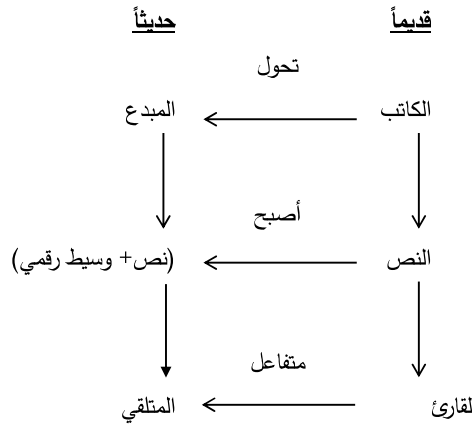 قديماً حديثاً
تحول
الكاتب المبدع
أصبح
النص (نص+ وسيط رقمي)
متفاعل
لقارئ المتلقي